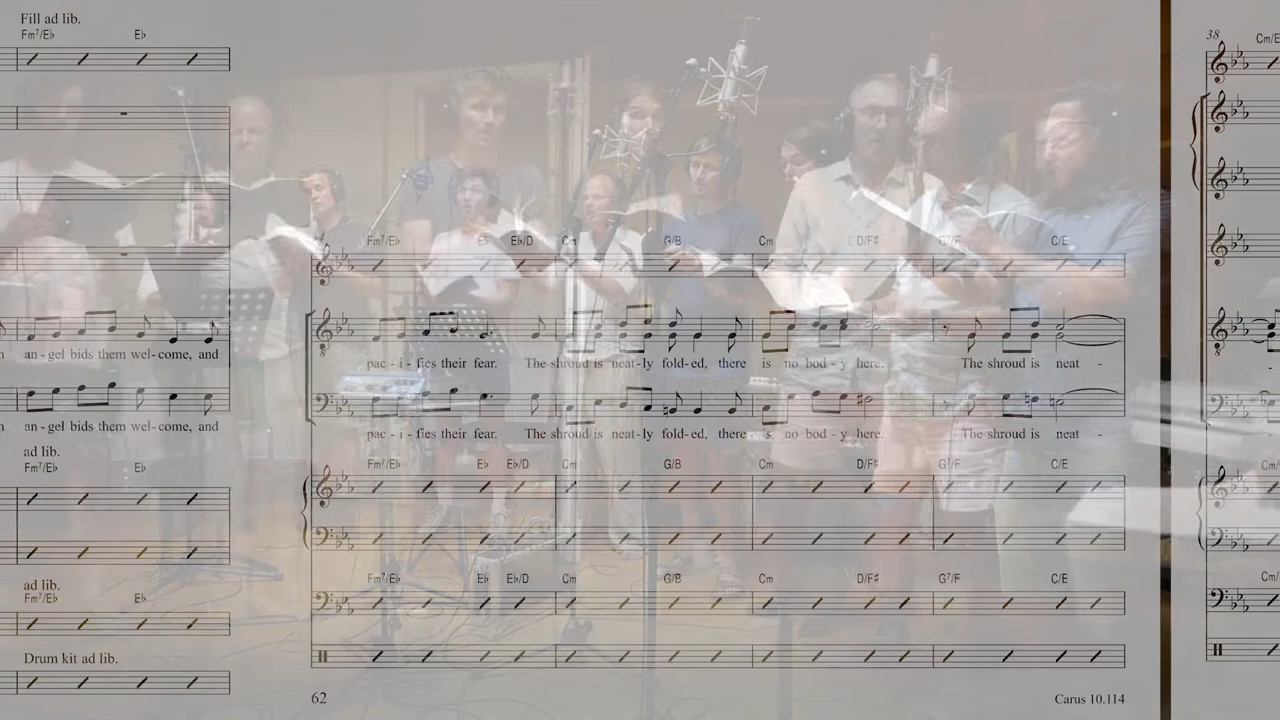 Fill ad lib.
Fm⁷/E♭ E♭
an - gel bids them wel - come, and
an - gel bids them wel - come, and
ad lib.
Fm⁷/E♭ E♭
ad lib.
Fm⁷/E♭ E♭
Drum kit ad lib.
Fm⁷/E♭ E♭ E♭/D Cm G/B Cm D/F♯ G⁷/F C/E
pac - i - fies their fear. The shroud is neat - ly fold - ed, there is no bod - y here. The shroud is neat -
pac - i - fies their fear. The shroud is neat - ly fold - ed, there is no bod - y here. The shroud is neat -
Fm⁷/E♭ E♭ E♭/D Cm G/B Cm D/F♯ G⁷/F C/E
Fm⁷/E♭ E♭ E♭/D Cm G/B Cm D/F♯ G⁷/F C/E
62
Carus 10.114
38
Cm/E
Cm/
Cm/